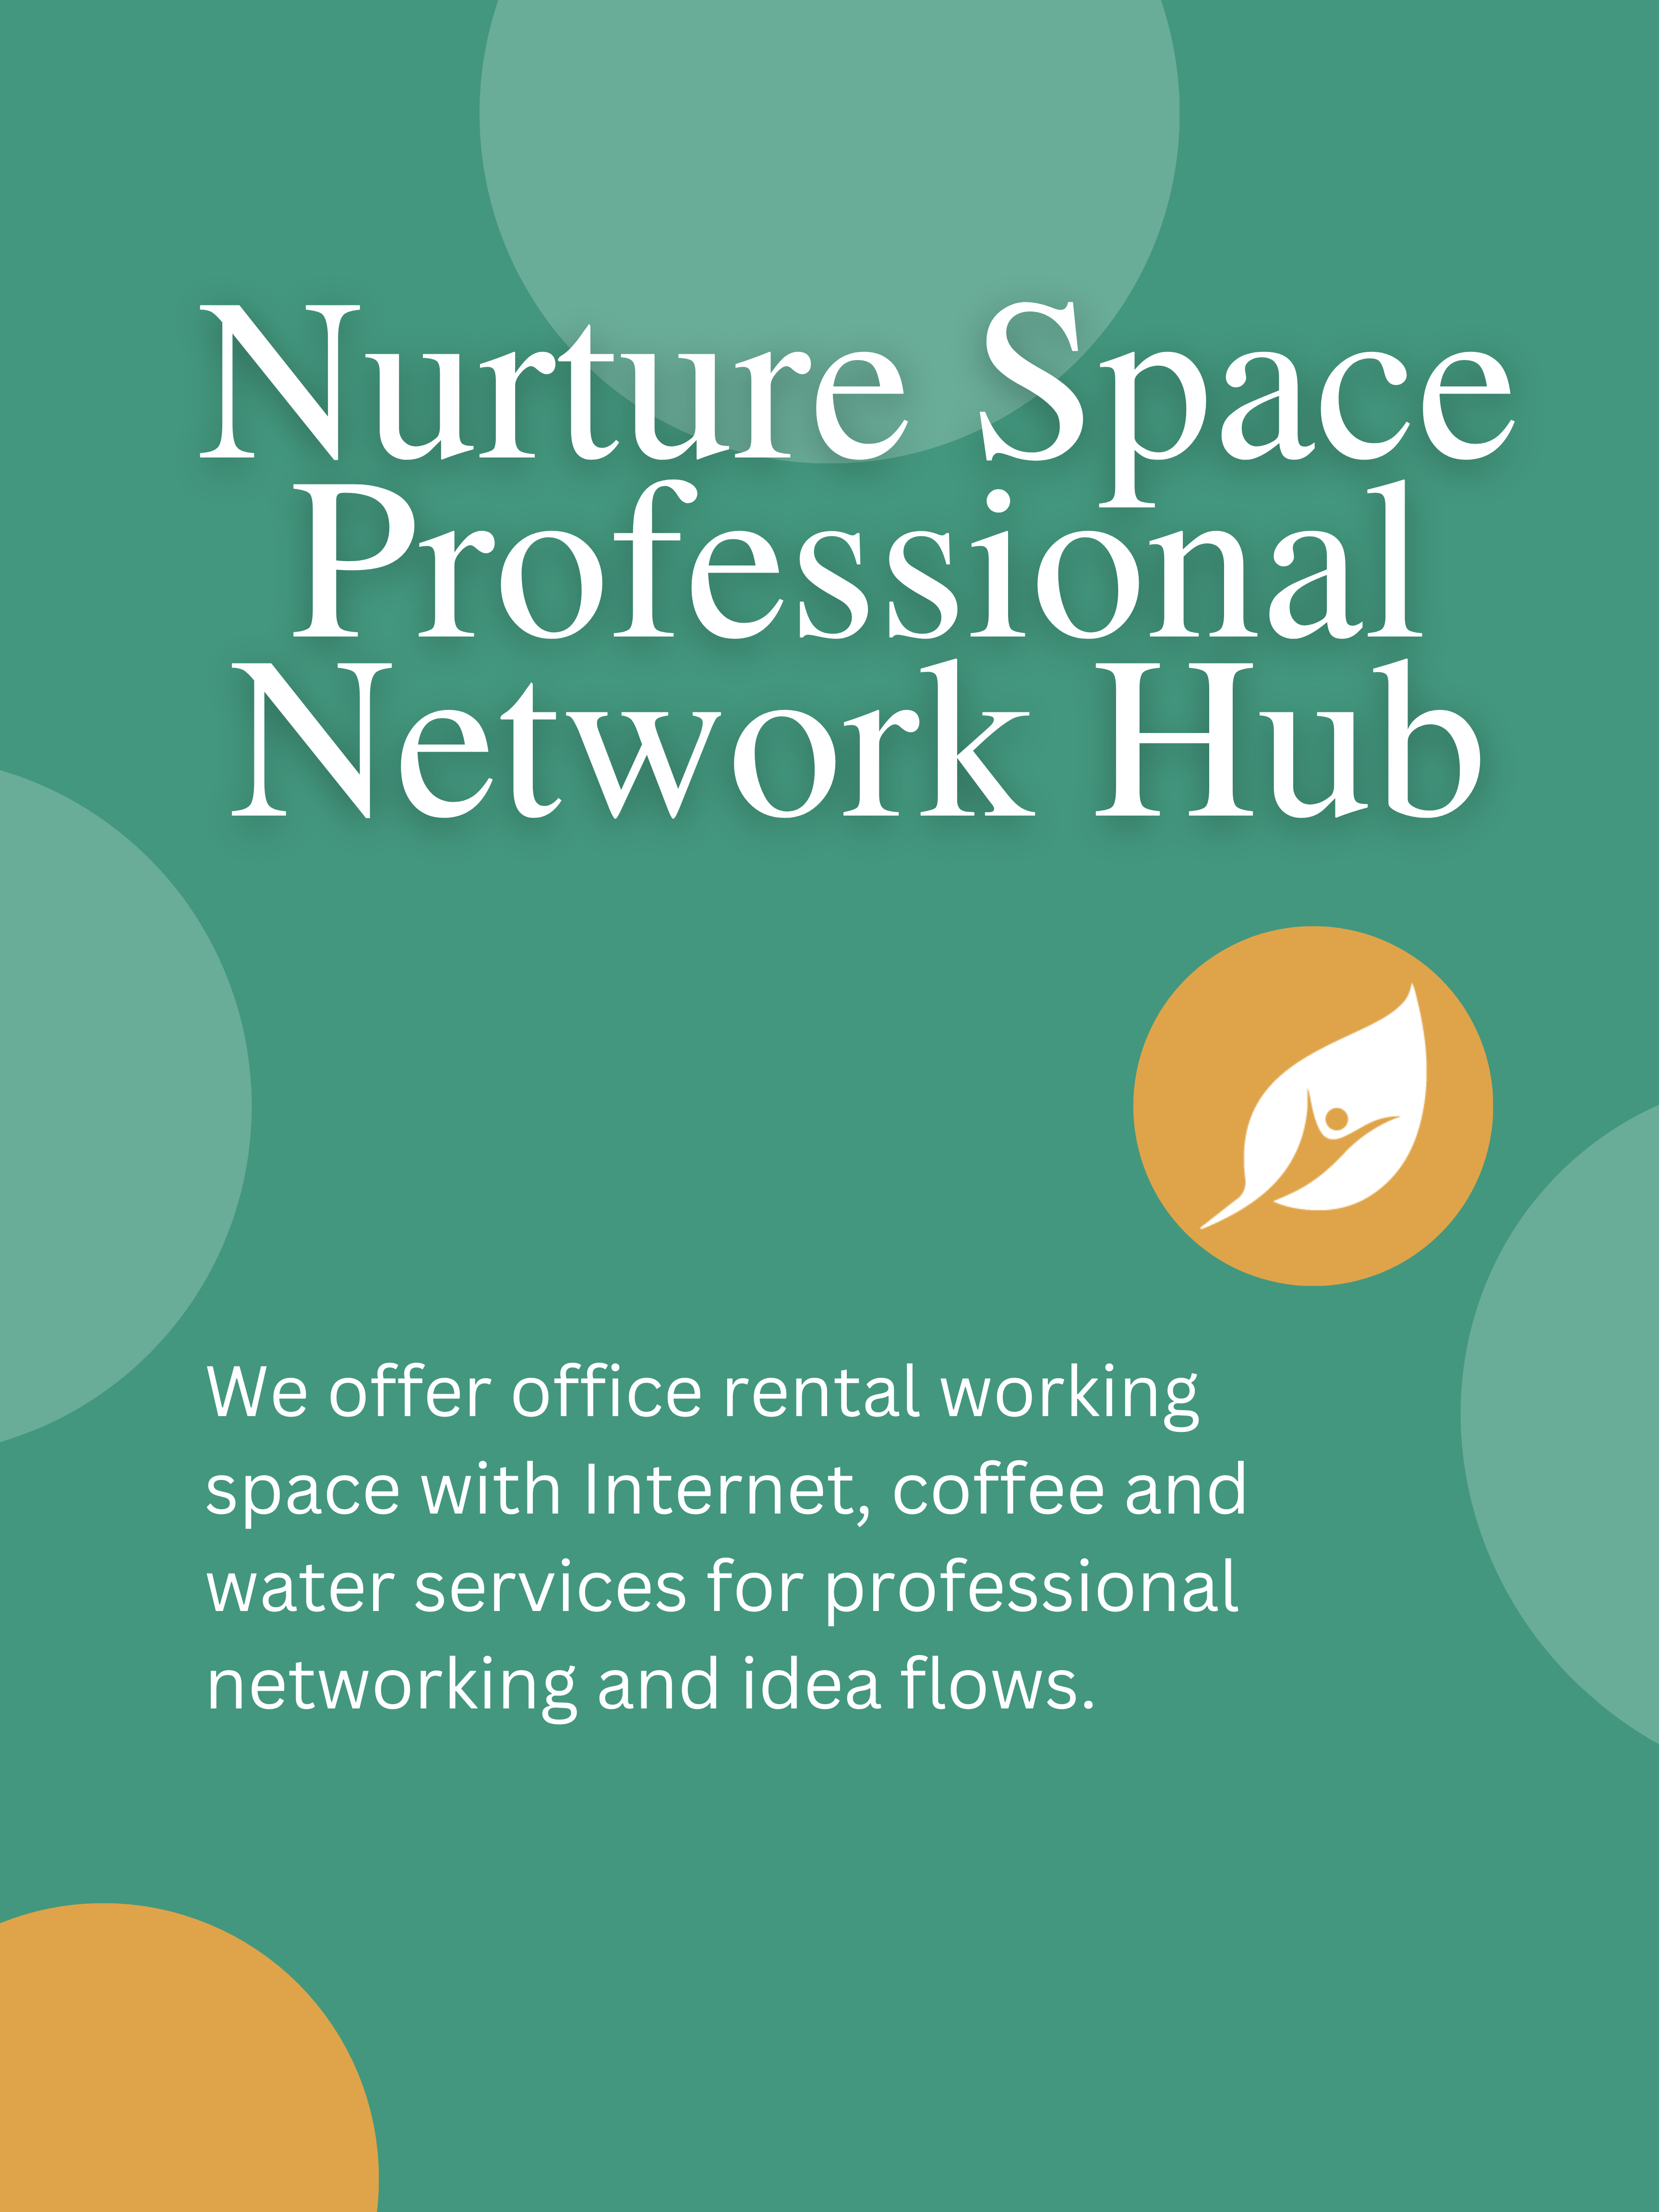 Nurture Space
Professional
Network Hub
We offer office rental working
space with Internet, coffee and
water services for professional
networking and idea flows.